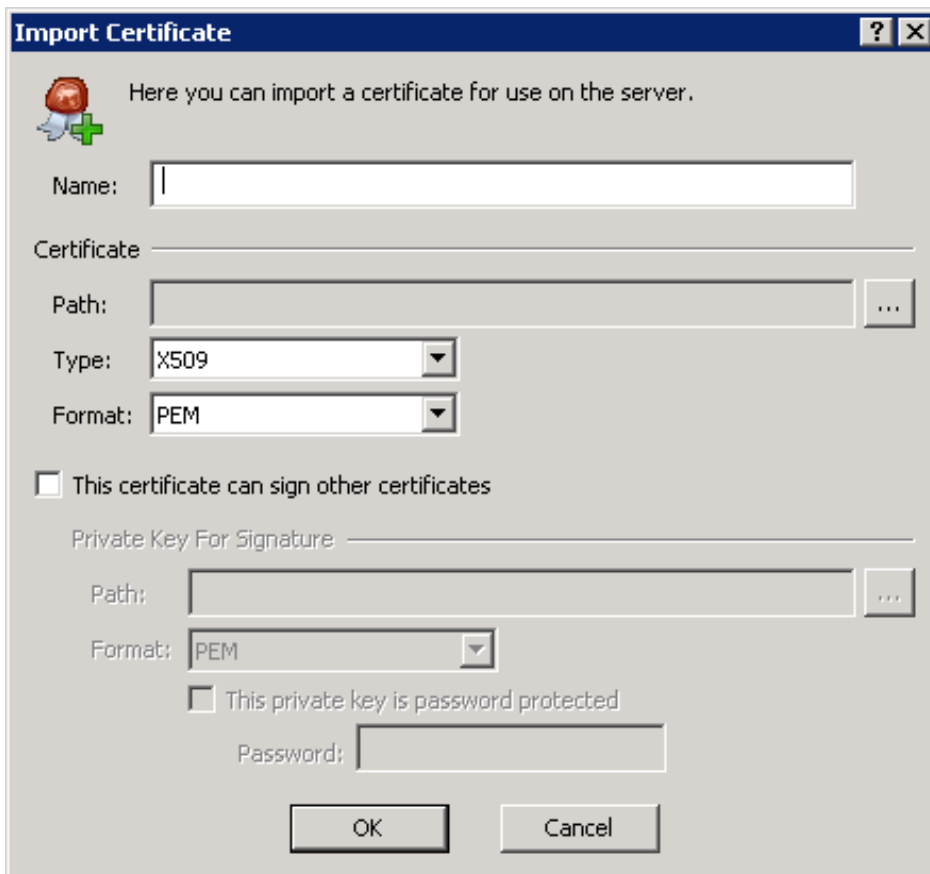 Import Certificate
Here you can import a certificate for use on the server.
Name:
Certificate
Path:
...
Type: X509
Format: PEM
This certificate can sign other certificates
Private Key For Signature
Path:
...
Format: PEM
This private key is password protected
Password:
OK Cancel